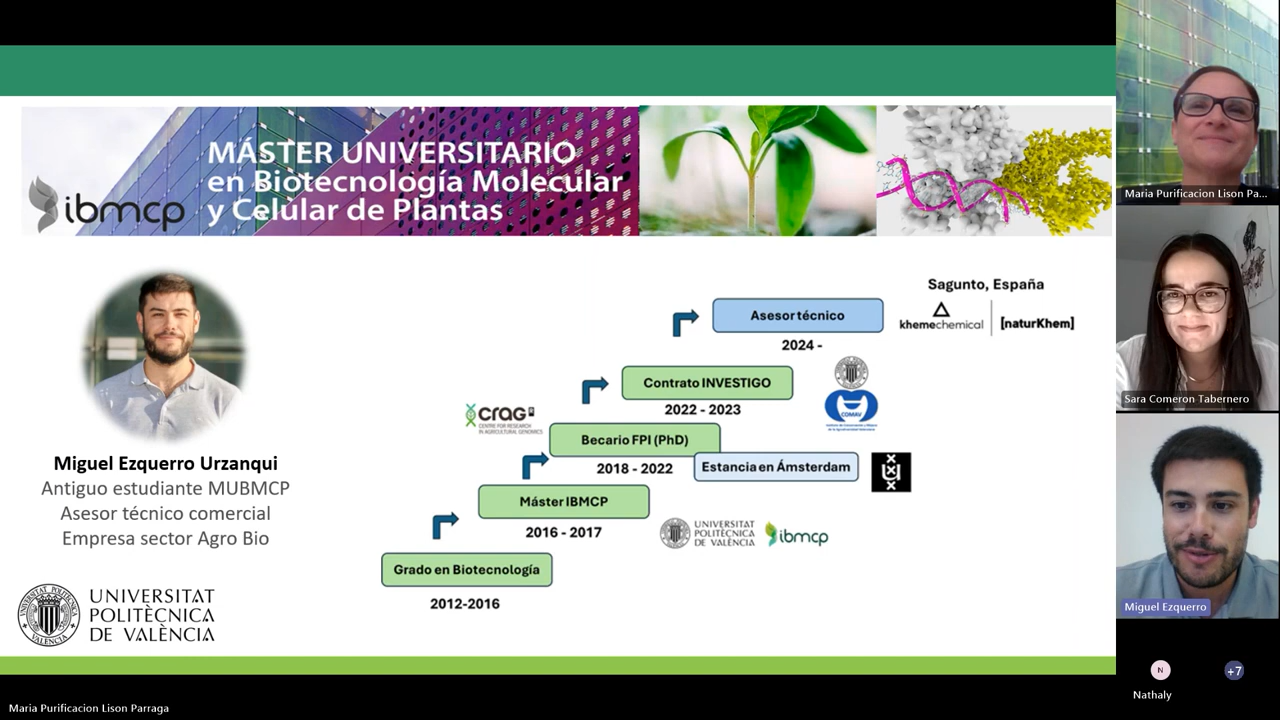 MÁSTER UNIVERSITARIO
en Biotecnología Molecular
y Celular de Plantas
ibmcp
Miguel Ezquerro Urzanqui
Antiguo estudiante MUBMCP
Asesor técnico comercial
Empresa sector Agro Bio
UNIVERSITAT
POLITÈCNICA
DE VALÈNCIA
Sagunto, España
khemechemical
[naturKhem]
Asesor técnico
2024 -
Contrato INVESTIGO
2022 - 2023
COMAV
CRAG
CENTRE FOR RESEARCH
IN AGRICULTURAL GENOMICS
Becario FPI (PhD)
2018 - 2022
Estancia en Ámsterdam
Máster IBMCP
2016 - 2017
UNIVERSITAT
POLITÈCNICA
DE VALÈNCIA
ibmcp
Grado en Biotecnología
2012-2016
Maria Purificacion Lison Pa...
Sara Comeron Tabernero
Miguel Ezquerro
N
+7
Nathaly
Maria Purificacion Lison Parraga